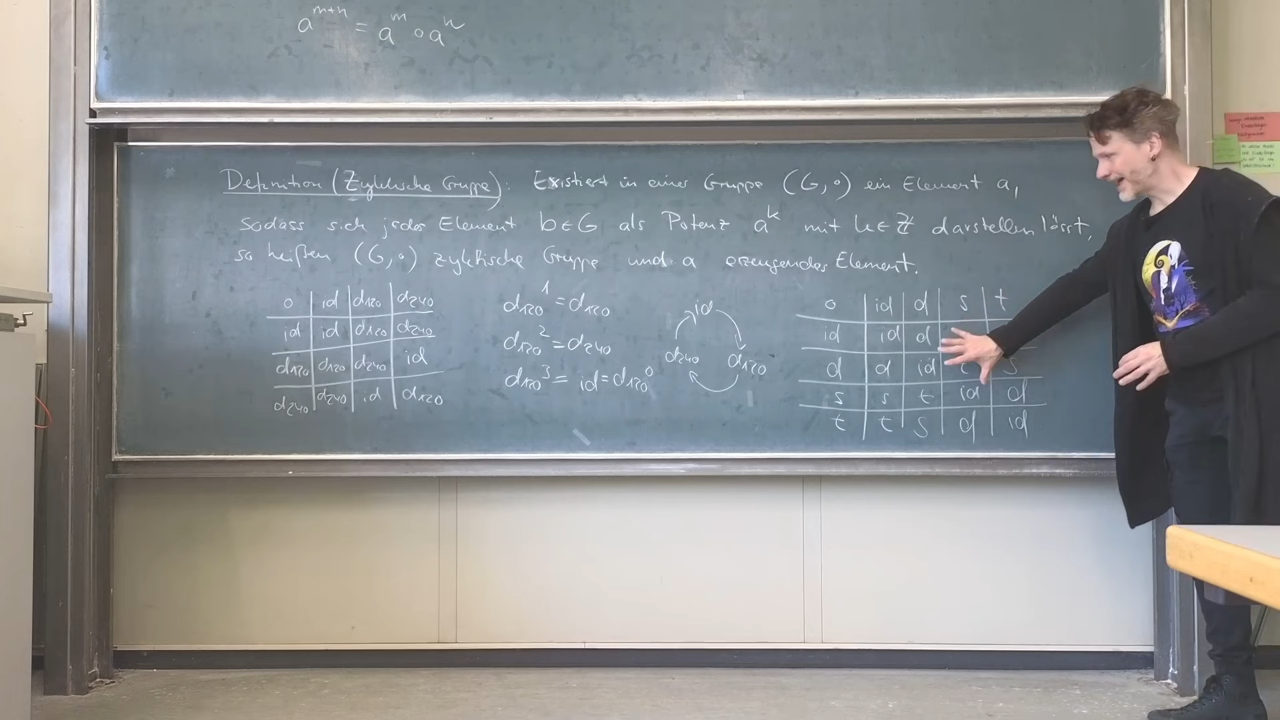 a^{m+n} = a^m ∘ a^n
Definition (Zyklische Gruppe): Existiert in einer Gruppe (G,∘) ein Element a,
sodass sich jedes Element b∈G als Potenz a^k mit k∈ℤ darstellen lässt,
so heißen (G,∘) zyklische Gruppe und a erzeugendes Element.
∘ | id | d120 | d240
id | id | d120 | d240
d120 | d120 | d240 | id
d240 | d240 | id | d120
d120^1 = d120
d120^2 = d240
d120^3 = id = d120^0
id
d240 d120
∘ | id | d | s | t
id | id | d
d | d | id | t | s
s | s | t | id | d
t | t | s | d | id